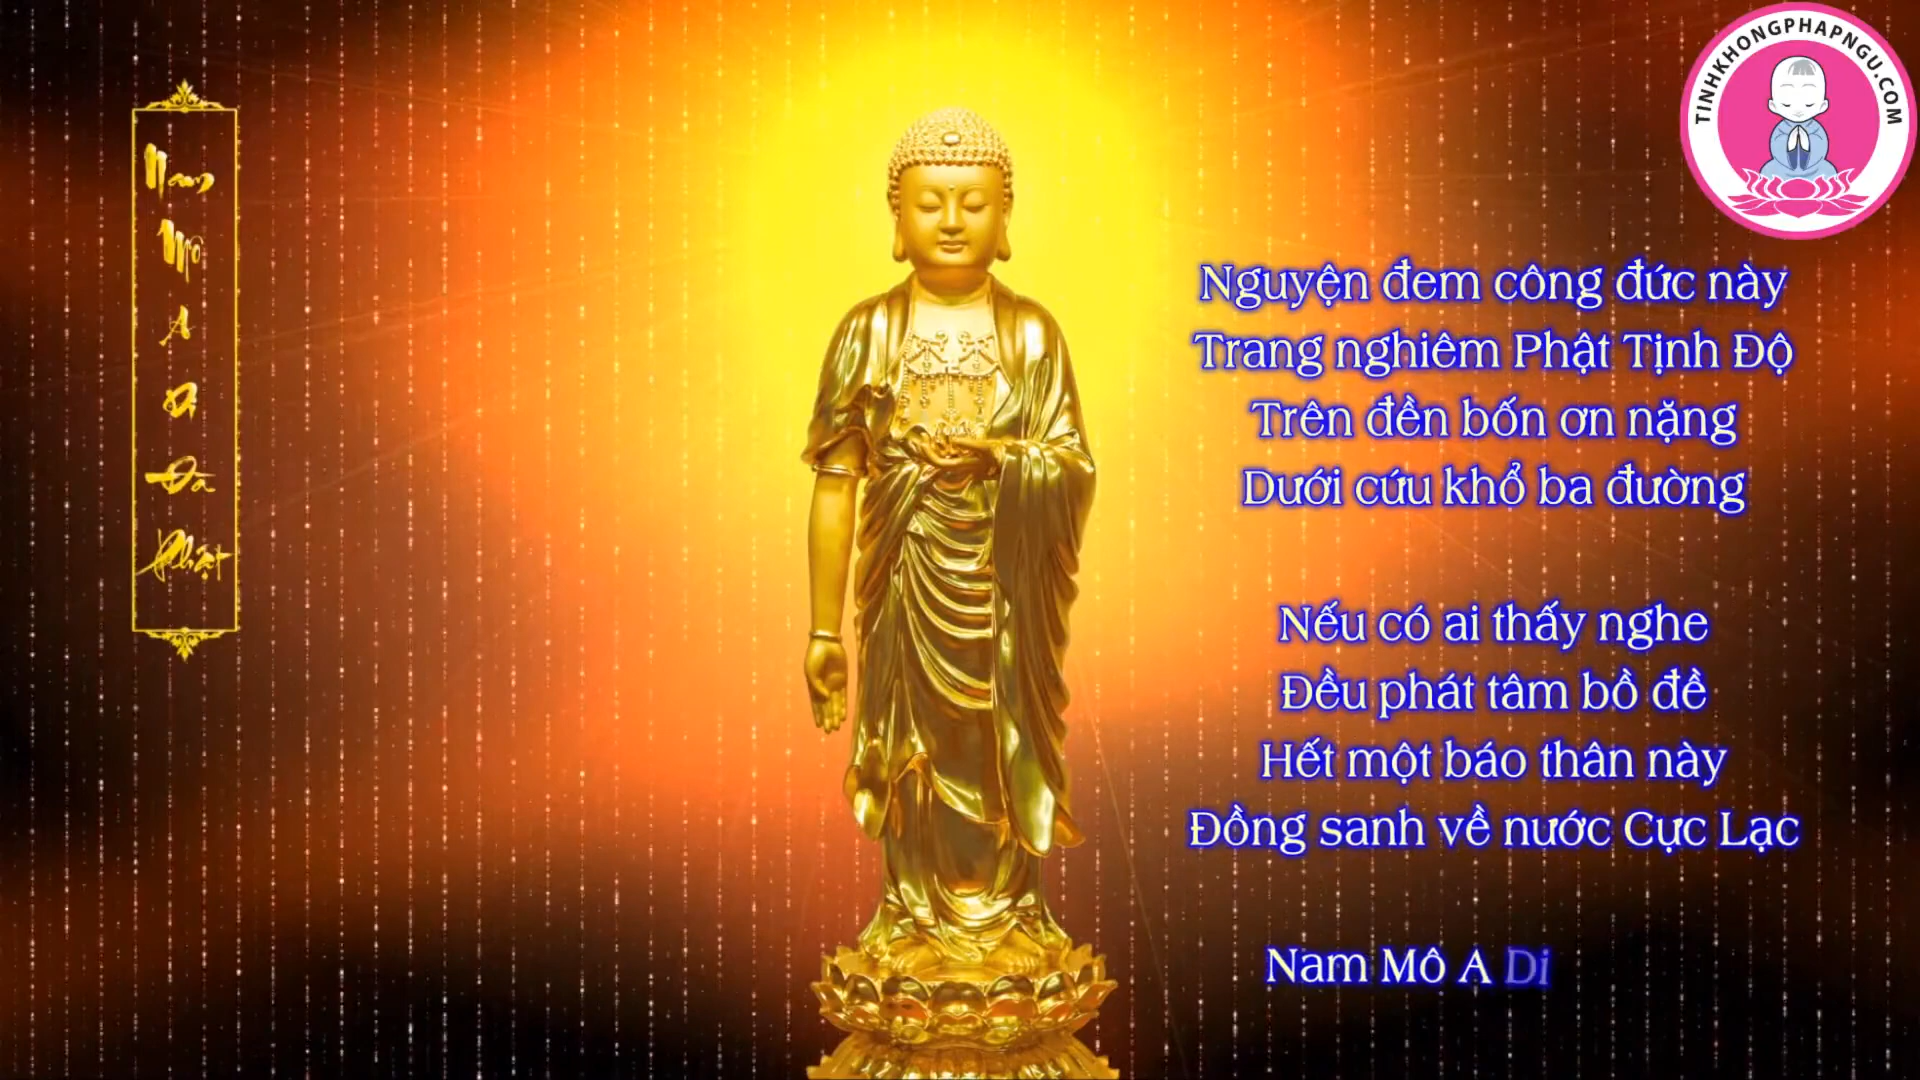 Nam
Mô
A
Di
Đà
Phật
TINHKHONGPHAPNGU.COM
Nguyện đem công đức này
Trang nghiêm Phật Tịnh Độ
Trên đền bốn ơn nặng
Dưới cứu khổ ba đường
Nếu có ai thấy nghe
Đều phát tâm bồ đề
Hết một báo thân này
Đồng sanh về nước Cực Lạc
Nam Mô A Di